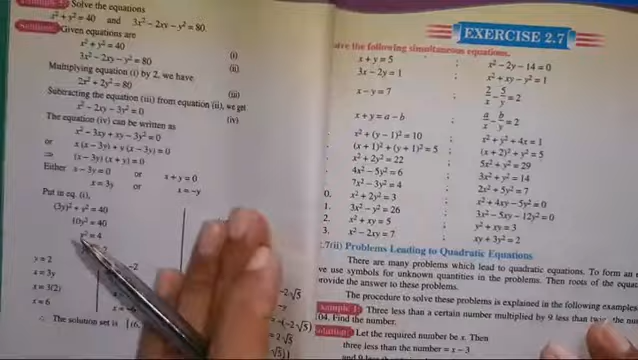 Solve the equations
x² + y² = 40 and 3x² − 2xy − y² = 80
Given equations are
x² + y² = 40 (i)
3x² − 2xy − y² = 80 (ii)
Multiplying equation (i) by 2, we have
2x² + 2y² = 80 (iii)
Subtracting the equation (iii) from equation (ii), we get
x² − 2xy − 3y² = 0 (iv)
The equation (iv) can be written as
x² − 3xy + xy − 3y² = 0
or x (x − 3y) + y (x − 3y) = 0
⇒ (x − 3y) (x + y) = 0
Either x − 3y = 0 or x + y = 0
x = 3y or x = −y
Put in eq. (i),
(3y)² + y² = 40
10y² = 40
y² = 4
y = 2
x = 3y
x = 3(2)
x = 6
∴ The solution set is {(6,
EXERCISE 2.7
the following simultaneous equations.
x + y = 5 ; x² − 2y − 14 = 0
3x − 2y = 1 ; x² + xy − y² = 1
x − y = 7 ; 2/x − 5/y = 2
x + y = a − b ; a/x − b/y = 2
x² + (y − 1)² = 10 ; x² + y² + 4x = 1
(x + 1)² + (y + 1)² = 5 ; (x + 2)² + y² = 5
x² + 2y² = 22 ; 5x² + y² = 29
4x² − 5y² = 6 ; 3x² + y² = 14
7x² − 3y² = 4 ; 2x² + 5y² = 7
0. x² + 2y² = 3 ; x² + 4xy − 5y² = 0
1. 3x² − y² = 26 ; 3x² − 5xy − 12y² = 0
2. x² + xy = 5 ; y² + xy = 3
3. x² − 2xy = 7 ; xy + 3y² = 2
.7(ii) Problems Leading to Quadratic Equations
There are many problems which lead to quadratic equations. To form an
ve use symbols for unknown quantities in the problems. Then roots of the equat
rovide the answer to these problems.
The procedure to solve these problems is explained in the following examples
Example 1: Three less than a certain number multiplied by 9 less than twice the num
104. Find the number.
Solution: Let the required number be x. Then
three less than the number = x − 3